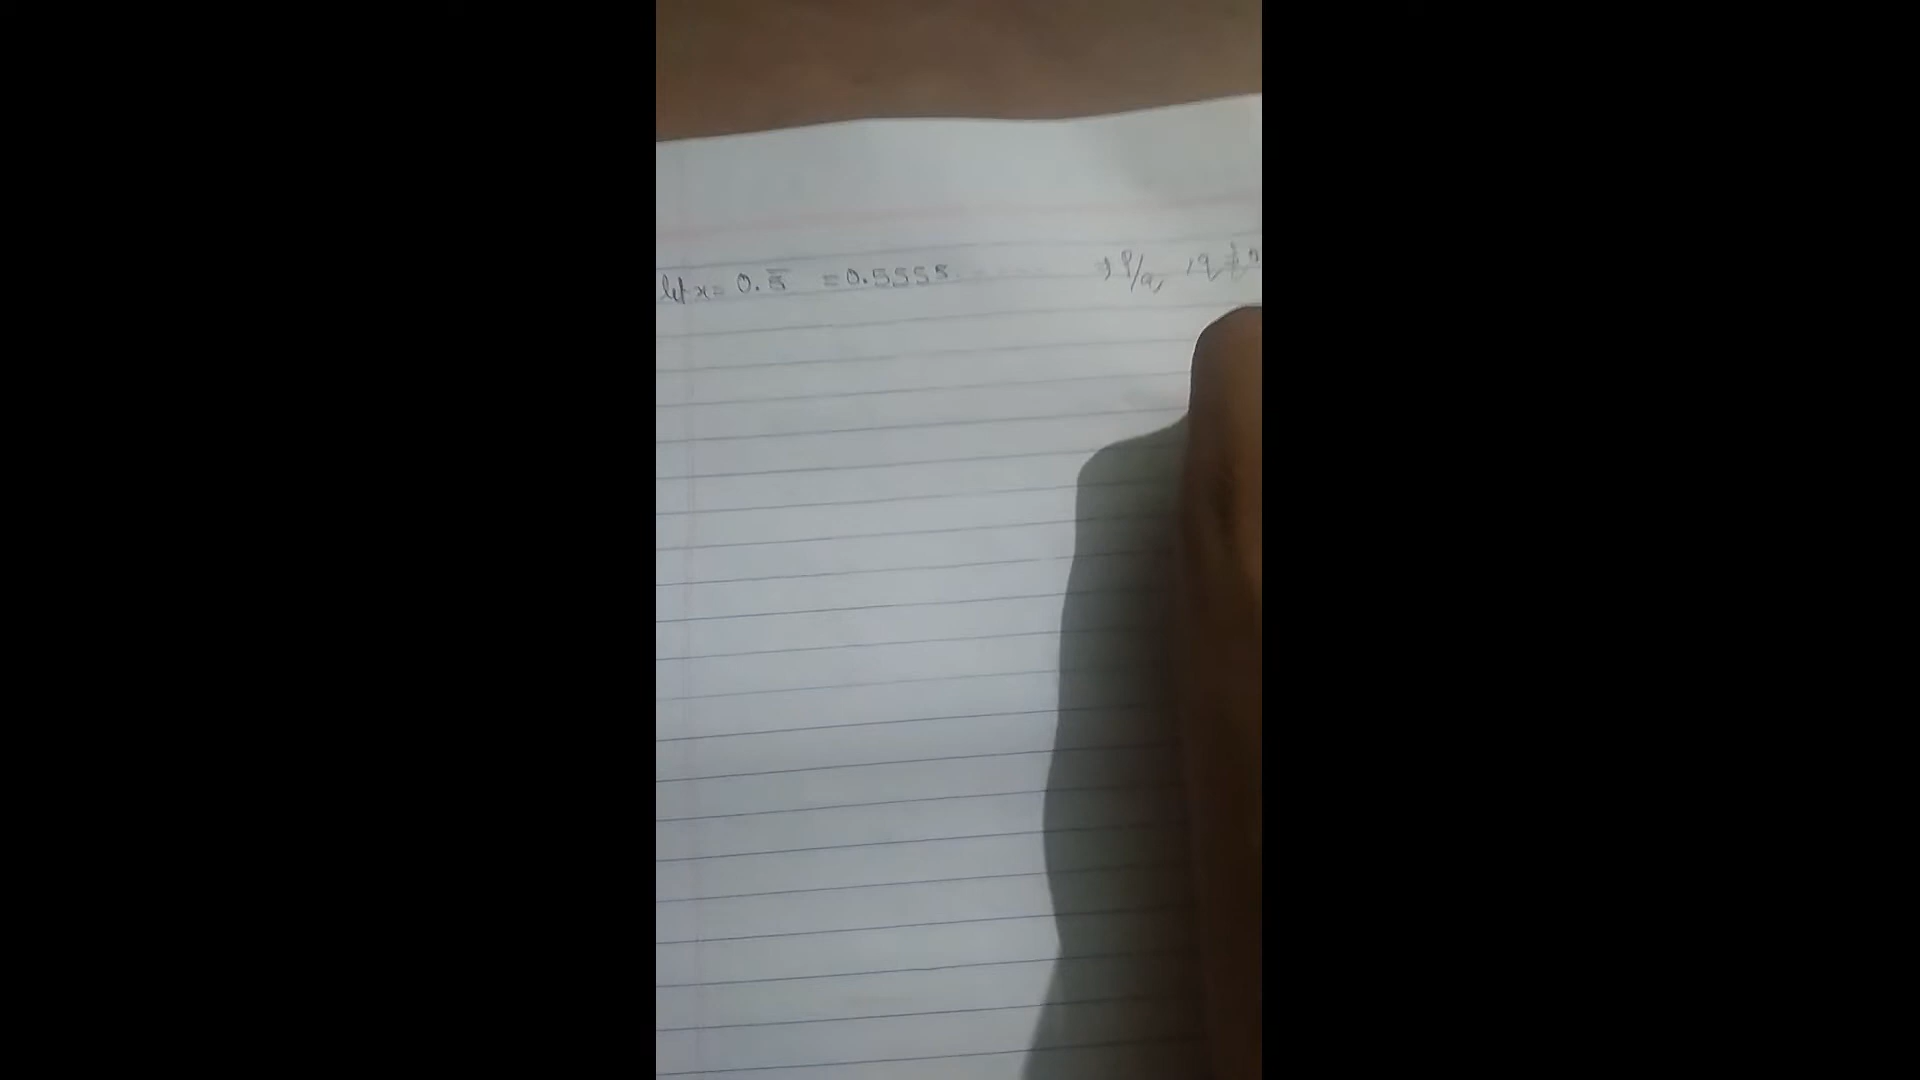 let x = 0.5̅ = 0.5555 ....... ⇒ P/q, , q ≠ 0